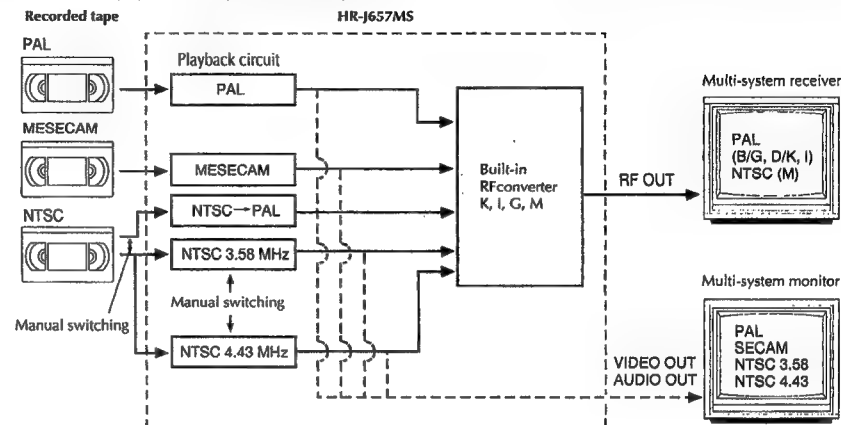 Recorded tape
HR-J657MS
PAL
MESECAM
NTSC
Manual switching
Playback circuit
PAL
MESECAM
NTSC→PAL
NTSC 3.58 MHz
Manual switching
NTSC 4.43 MHz
Built-in
RFconverter
K, I, G, M
RF OUT
VIDEO OUT
AUDIO OUT
Multi-system receiver
PAL
(B/G, D/K, I)
NTSC (M)
Multi-system monitor
PAL
SECAM
NTSC 3.58
NTSC 4.43